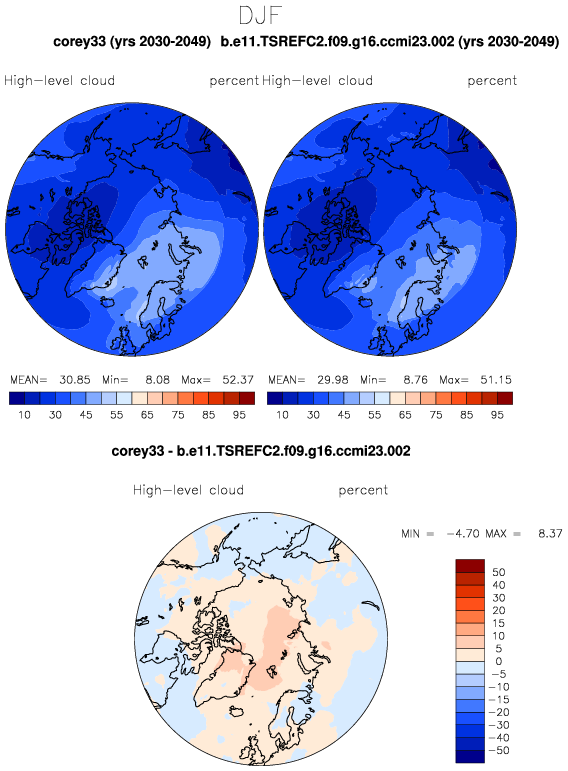 DJF
corey33 (yrs 2030-2049) b.e11.TSREFC2.f09.g16.ccmi23.002 (yrs 2030-2049)
High-level cloud percent High-level cloud percent
MEAN= 30.85 Min= 8.08 Max= 52.37 MEAN= 29.98 Min= 8.76 Max= 51.15
10 30 45 55 65 75 85 95 10 30 45 55 65 75 85 95
corey33 - b.e11.TSREFC2.f09.g16.ccmi23.002
High-level cloud percent
MIN = -4.70 MAX = 8.37
50
40
30
20
15
10
5
0
-5
-10
-15
-20
-30
-40
-50